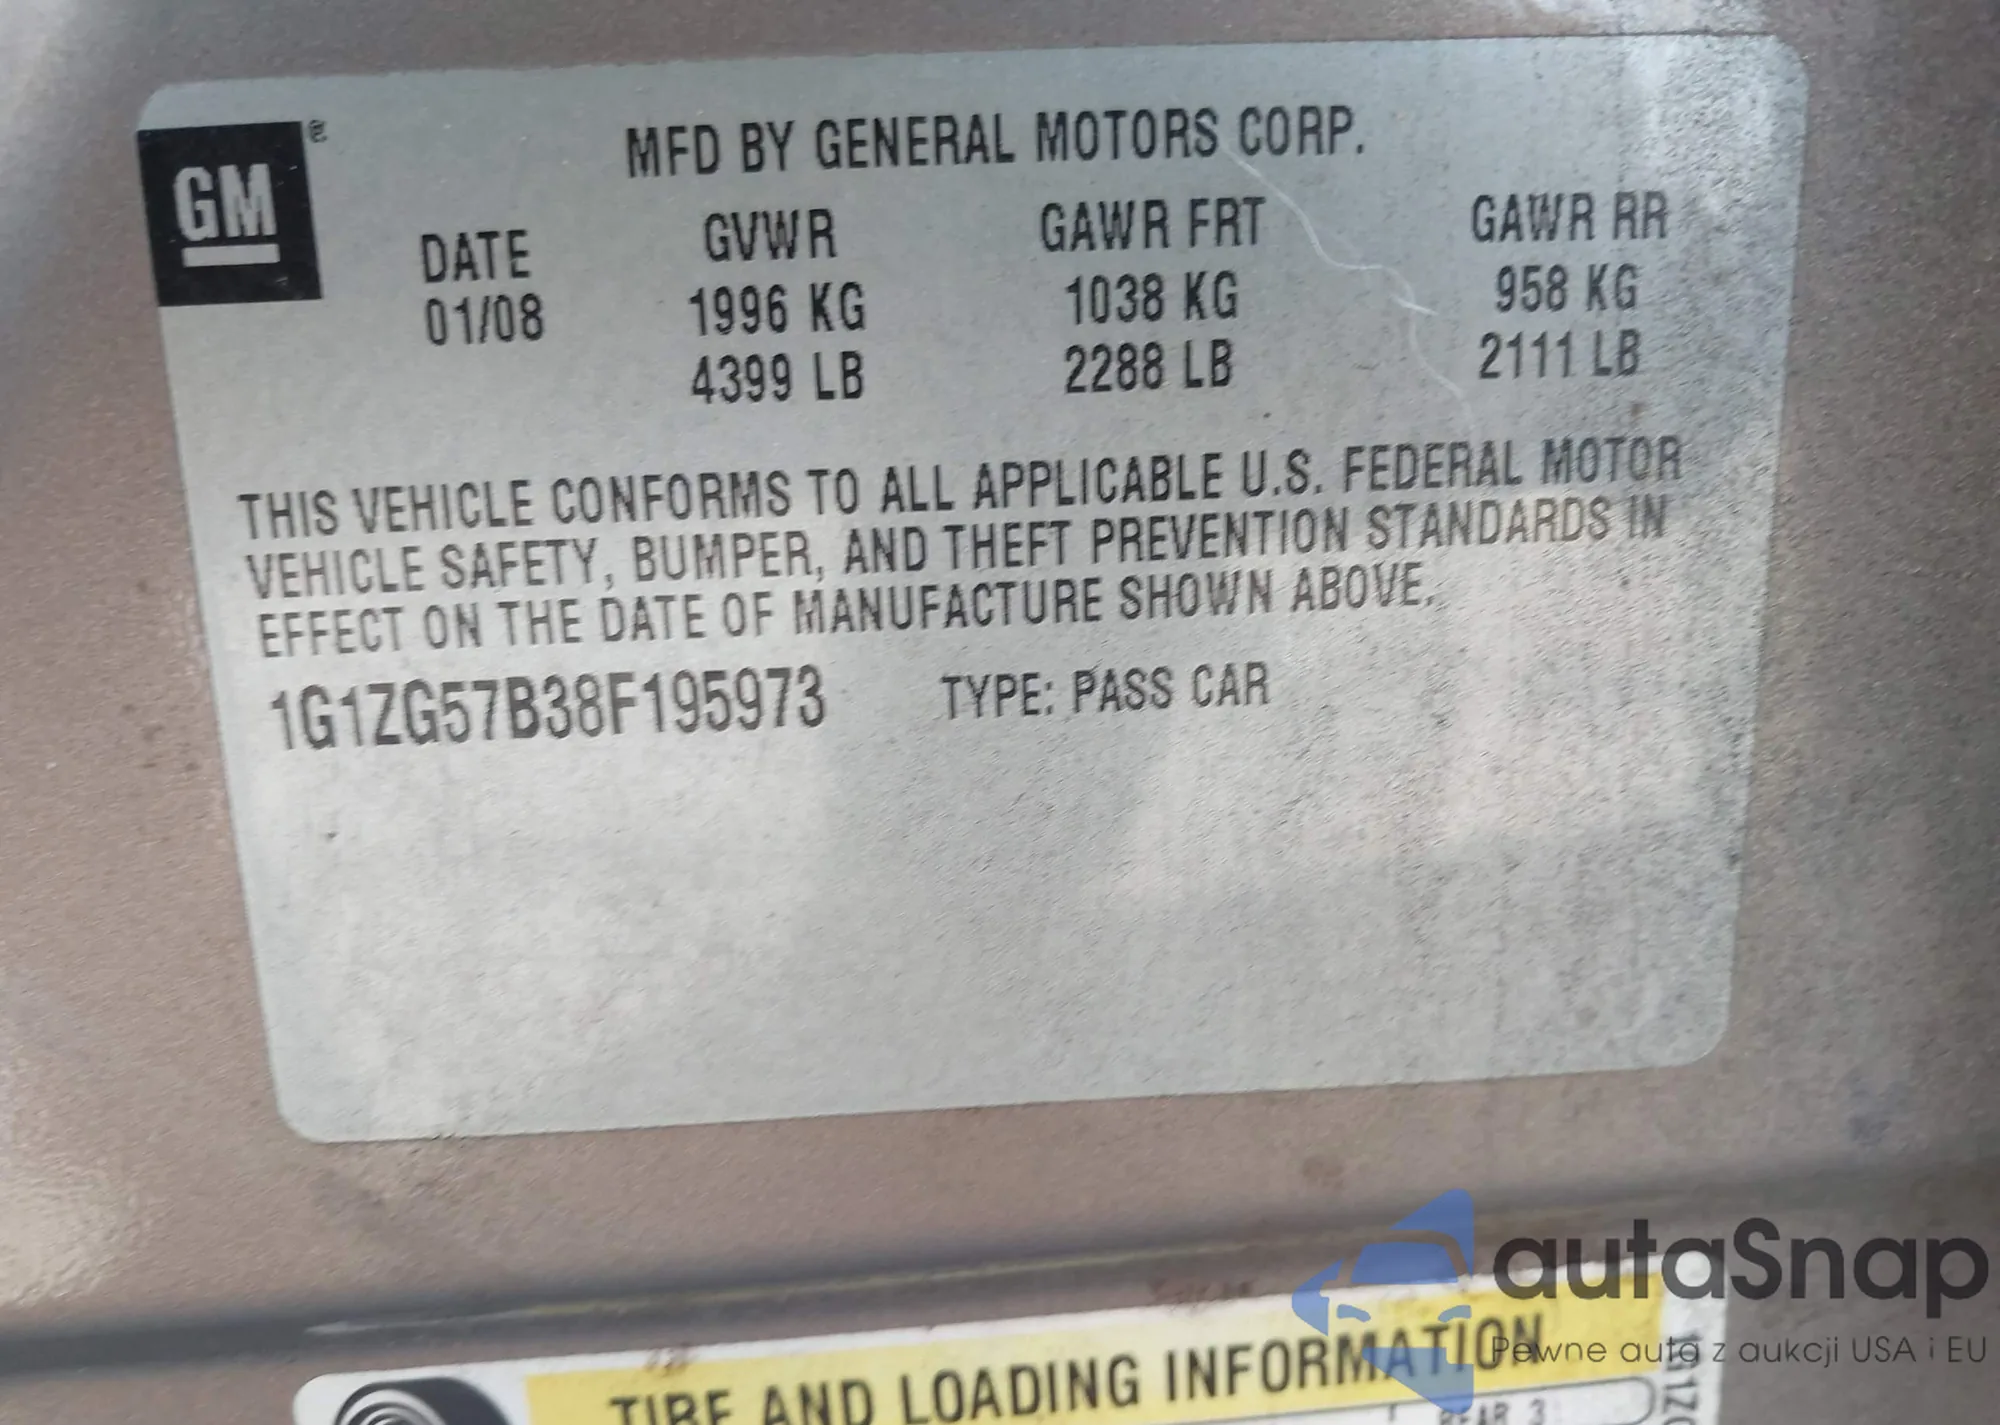 GM ®
MFD BY GENERAL MOTORS CORP.
DATE GVWR GAWR FRT GAWR RR
01/08 1996 KG 1038 KG 958 KG
4399 LB 2288 LB 2111 LB
THIS VEHICLE CONFORMS TO ALL APPLICABLE U.S. FEDERAL MOTOR
VEHICLE SAFETY, BUMPER, AND THEFT PREVENTION STANDARDS IN
EFFECT ON THE DATE OF MANUFACTURE SHOWN ABOVE.
1G1ZG57B38F195973 TYPE: PASS CAR
autaSnap
Pewne auta z aukcji USA i EU
TIRE AND LOADING INFORMATION
REAR 3